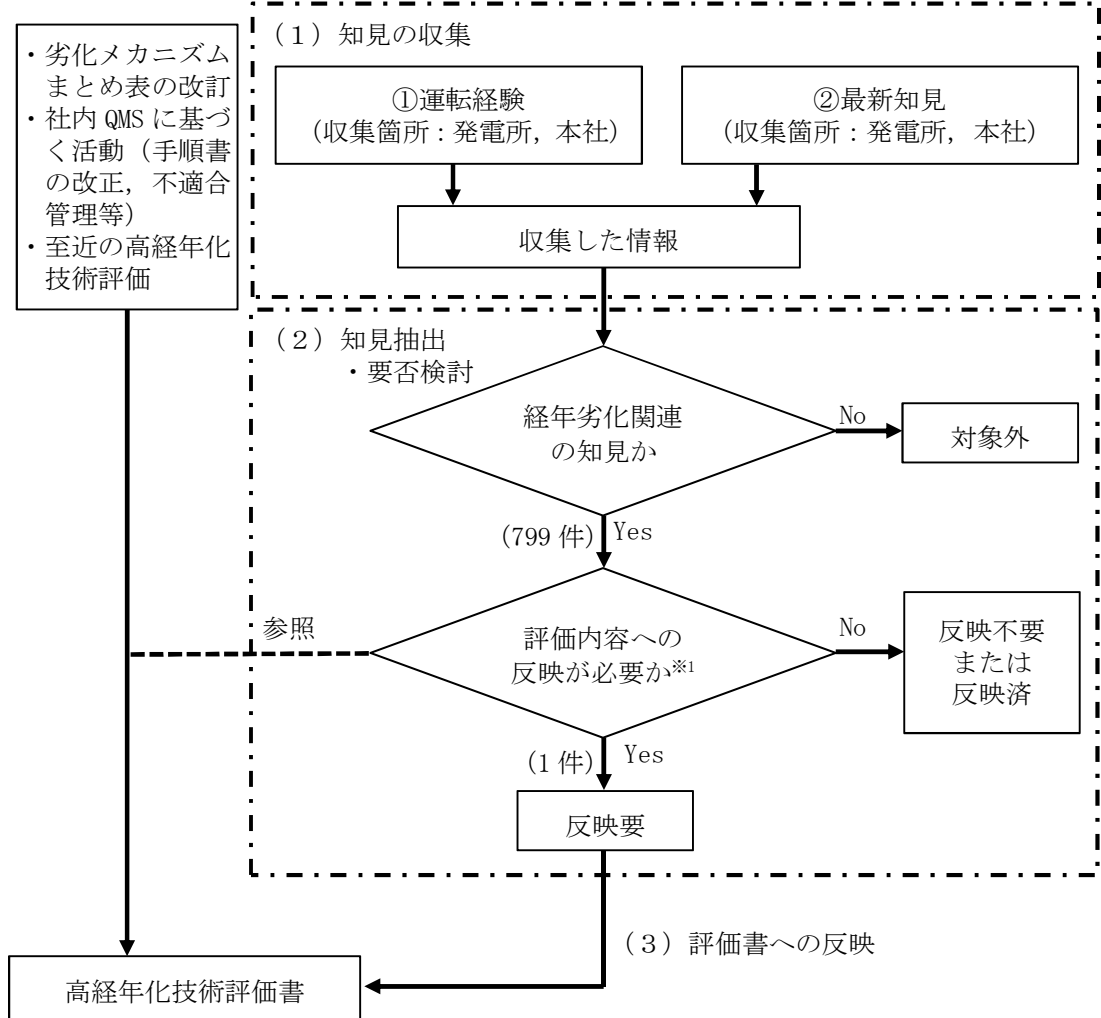 ・劣化メカニズム
まとめ表の改訂
・社内 QMS に基づ
く活動（手順書
の改正，不適合
管理等）
・至近の高経年化
技術評価
（１）知見の収集
①運転経験
（収集箇所：発電所，本社）
②最新知見
（収集箇所：発電所，本社）
収集した情報
（２）知見抽出
・要否検討
経年劣化関連
の知見か
No
対象外
(799 件)
Yes
参照
評価内容への
反映が必要か※1
No
反映不要
または
反映済
(1 件)
Yes
反映要
（３）評価書への反映
高経年化技術評価書